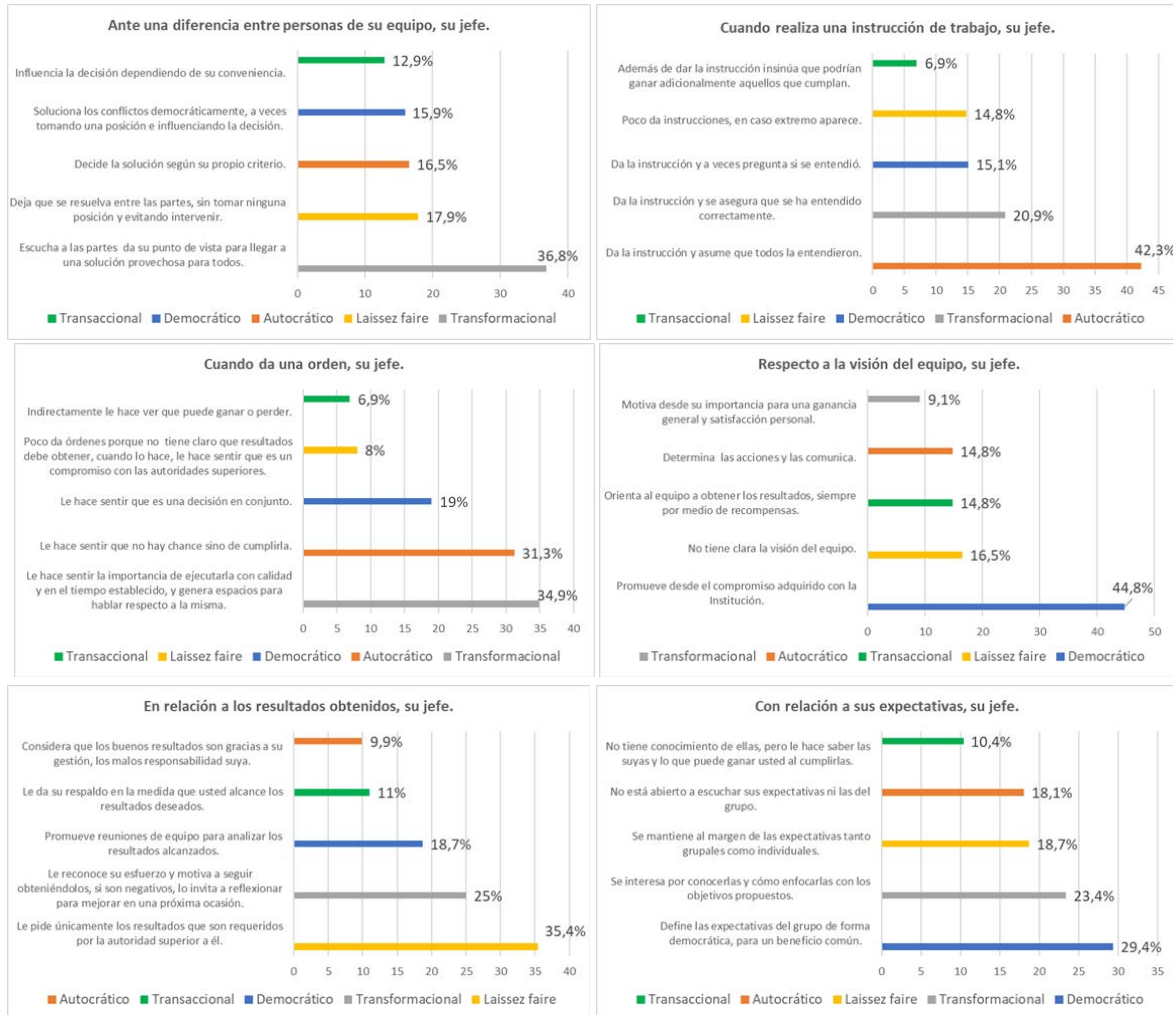 Ante una diferencia entre personas de su equipo, su jefe.
Influencia la decisión dependiendo de su conveniencia.
12,9%
Soluciona los conflictos democráticamente, a veces
tomando una posición e influenciando la decisión.
15,9%
Decide la solución según su propio criterio.
16,5%
Deja que se resuelva entre las partes, sin tomar ninguna
posición y evitando intervenir.
17,9%
Escucha a las partes da su punto de vista para llegar a
una solución provechosa para todos.
36,8%
0 10 20 30 40
Transaccional Democrático Autocrático Laissez faire Transformacional
Cuando realiza una instrucción de trabajo, su jefe.
Además de dar la instrucción insinúa que podrían
ganar adicionalmente aquellos que cumplan.
6,9%
Poco da instrucciones, en caso extremo aparece.
14,8%
Da la instrucción y a veces pregunta si se entendió.
15,1%
Da la instrucción y se asegura que se ha entendido
correctamente.
20,9%
Da la instrucción y asume que todos la entendieron.
42,3%
0 5 10 15 20 25 30 35 40 45
Transaccional Laissez faire Democrático Transformacional Autocrático
Cuando da una orden, su jefe.
Indirectamente le hace ver que puede ganar o perder.
6,9%
Poco da órdenes porque no tiene claro que resultados
debe obtener, cuando lo hace, le hace sentir que es un
compromiso con las autoridades superiores.
8%
Le hace sentir que es una decisión en conjunto.
19%
Le hace sentir que no hay chance sino de cumplirla.
31,3%
Le hace sentir la importancia de ejecutarla con calidad
y en el tiempo establecido, y genera espacios para
hablar respecto a la misma.
34,9%
0 5 10 15 20 25 30 35 40
Transaccional Laissez faire Democrático Autocrático Transformacional
Respecto a la visión del equipo, su jefe.
Motiva desde su importancia para una ganancia
general y satisfacción personal.
9,1%
Determina las acciones y las comunica.
14,8%
Orienta al equipo a obtener los resultados, siempre
por medio de recompensas.
14,8%
No tiene clara la visión del equipo.
16,5%
Promueve desde el compromiso adquirido con la
Institución.
44,8%
0 10 20 30 40 50
Transformacional Autocrático Transaccional Laissez faire Democrático
En relación a los resultados obtenidos, su jefe.
Considera que los buenos resultados son gracias a su
gestión, los malos responsabilidad suya.
9,9%
Le da su respaldo en la medida que usted alcance los
resultados deseados.
11%
Promueve reuniones de equipo para analizar los
resultados alcanzados.
18,7%
Le reconoce su esfuerzo y motiva a seguir
obteniéndolos, si son negativos, lo invita a reflexionar
para mejorar en una próxima ocasión.
25%
Le pide únicamente los resultados que son requeridos
por la autoridad superior a él.
35,4%
0 5 10 15 20 25 30 35 40
Autocrático Transaccional Democrático Transformacional Laissez faire
Con relación a sus expectativas, su jefe.
No tiene conocimiento de ellas, pero le hace saber las
suyas y lo que puede ganar usted al cumplirlas.
10,4%
No está abierto a escuchar sus expectativas ni las del
grupo.
18,1%
Se mantiene al margen de las expectativas tanto
grupales como individuales.
18,7%
Se interesa por conocerlas y cómo enfocarlas con los
objetivos propuestos.
23,4%
Define las expectativas del grupo de forma
democrática, para un beneficio común.
29,4%
0 5 10 15 20 25 30 35
Transaccional Autocrático Laissez faire Transformacional Democrático